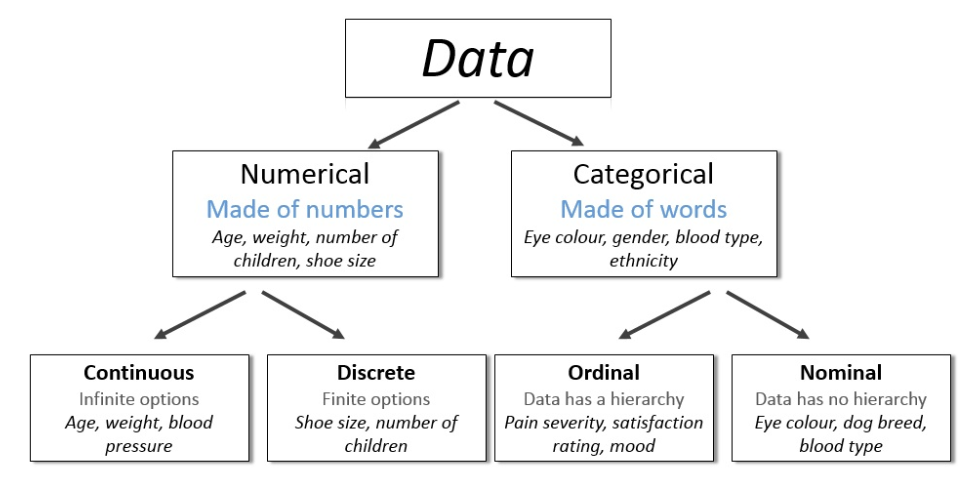 Data
Numerical
Made of numbers
Age, weight, number of
children, shoe size
Categorical
Made of words
Eye colour, gender, blood type,
ethnicity
Continuous
Infinite options
Age, weight, blood
pressure
Discrete
Finite options
Shoe size, number of
children
Ordinal
Data has a hierarchy
Pain severity, satisfaction
rating, mood
Nominal
Data has no hierarchy
Eye colour, dog breed,
blood type